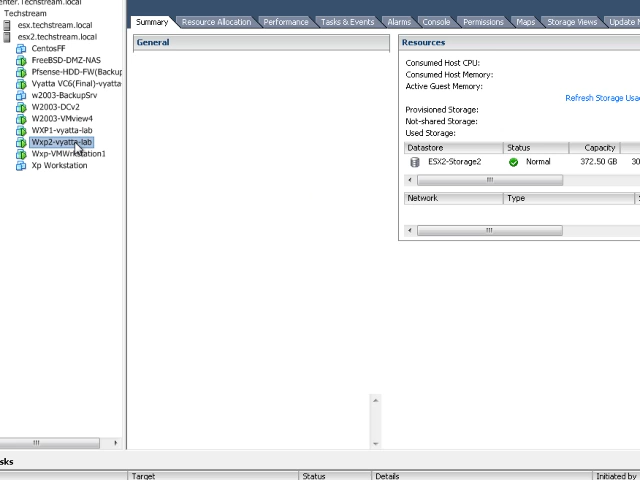 enter.Techstream.local
Techstream
esx.techstream.local
esx2.techstream.local
CentosFF
FreeBSD-DMZ-NAS
Pfsense-HDD-FW(Backup
Vyatta VC6(Final)-vyatta
w2003-BackupSrv
W2003-DCv2
W2003-VMview4
WXP1-vyatta-lab
Wxp2-vyatta-lab
Wxp-VMWrkstation1
Xp Workstation
Summary Resource Allocation Performance Tasks & Events Alarms Console Permissions Maps Storage Views Update M
General
Resources
Consumed Host CPU:
Consumed Host Memory:
Active Guest Memory:
Refresh Storage Usag
Provisioned Storage:
Not-shared Storage:
Used Storage:
Datastore Status Capacity
ESX2-Storage2 Normal 372.50 GB 30
Network Type S
sks
Target Status Details Initiated by